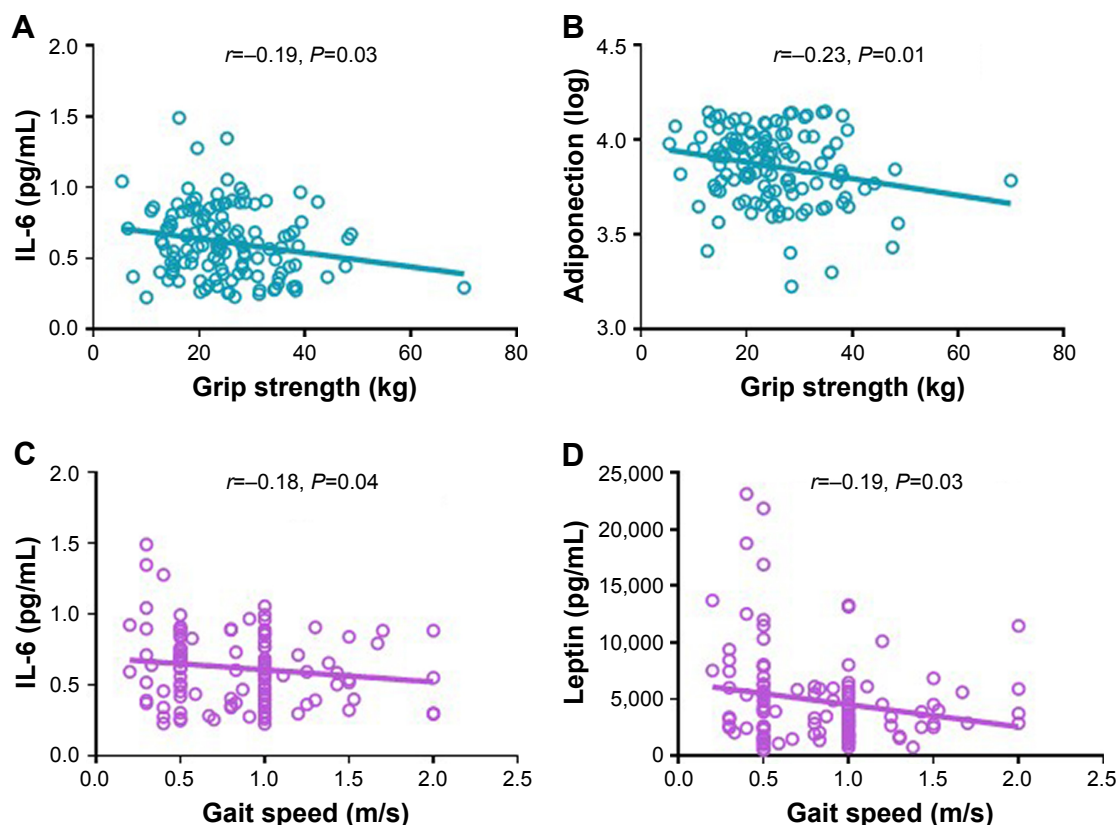 A
r=–0.19, P=0.03
IL-6 (pg/mL)
2.0
1.5
1.0
0.5
0.0
0 20 40 60 80
Grip strength (kg)
B
r=–0.23, P=0.01
Adiponection (log)
4.5
4.0
3.5
3.0
0 20 40 60 80
Grip strength (kg)
C
r=–0.18, P=0.04
IL-6 (pg/mL)
2.0
1.5
1.0
0.5
0.0
0.0 0.5 1.0 1.5 2.0 2.5
Gait speed (m/s)
D
r=–0.19, P=0.03
Leptin (pg/mL)
25,000
20,000
15,000
10,000
5,000
0
0.0 0.5 1.0 1.5 2.0 2.5
Gait speed (m/s)